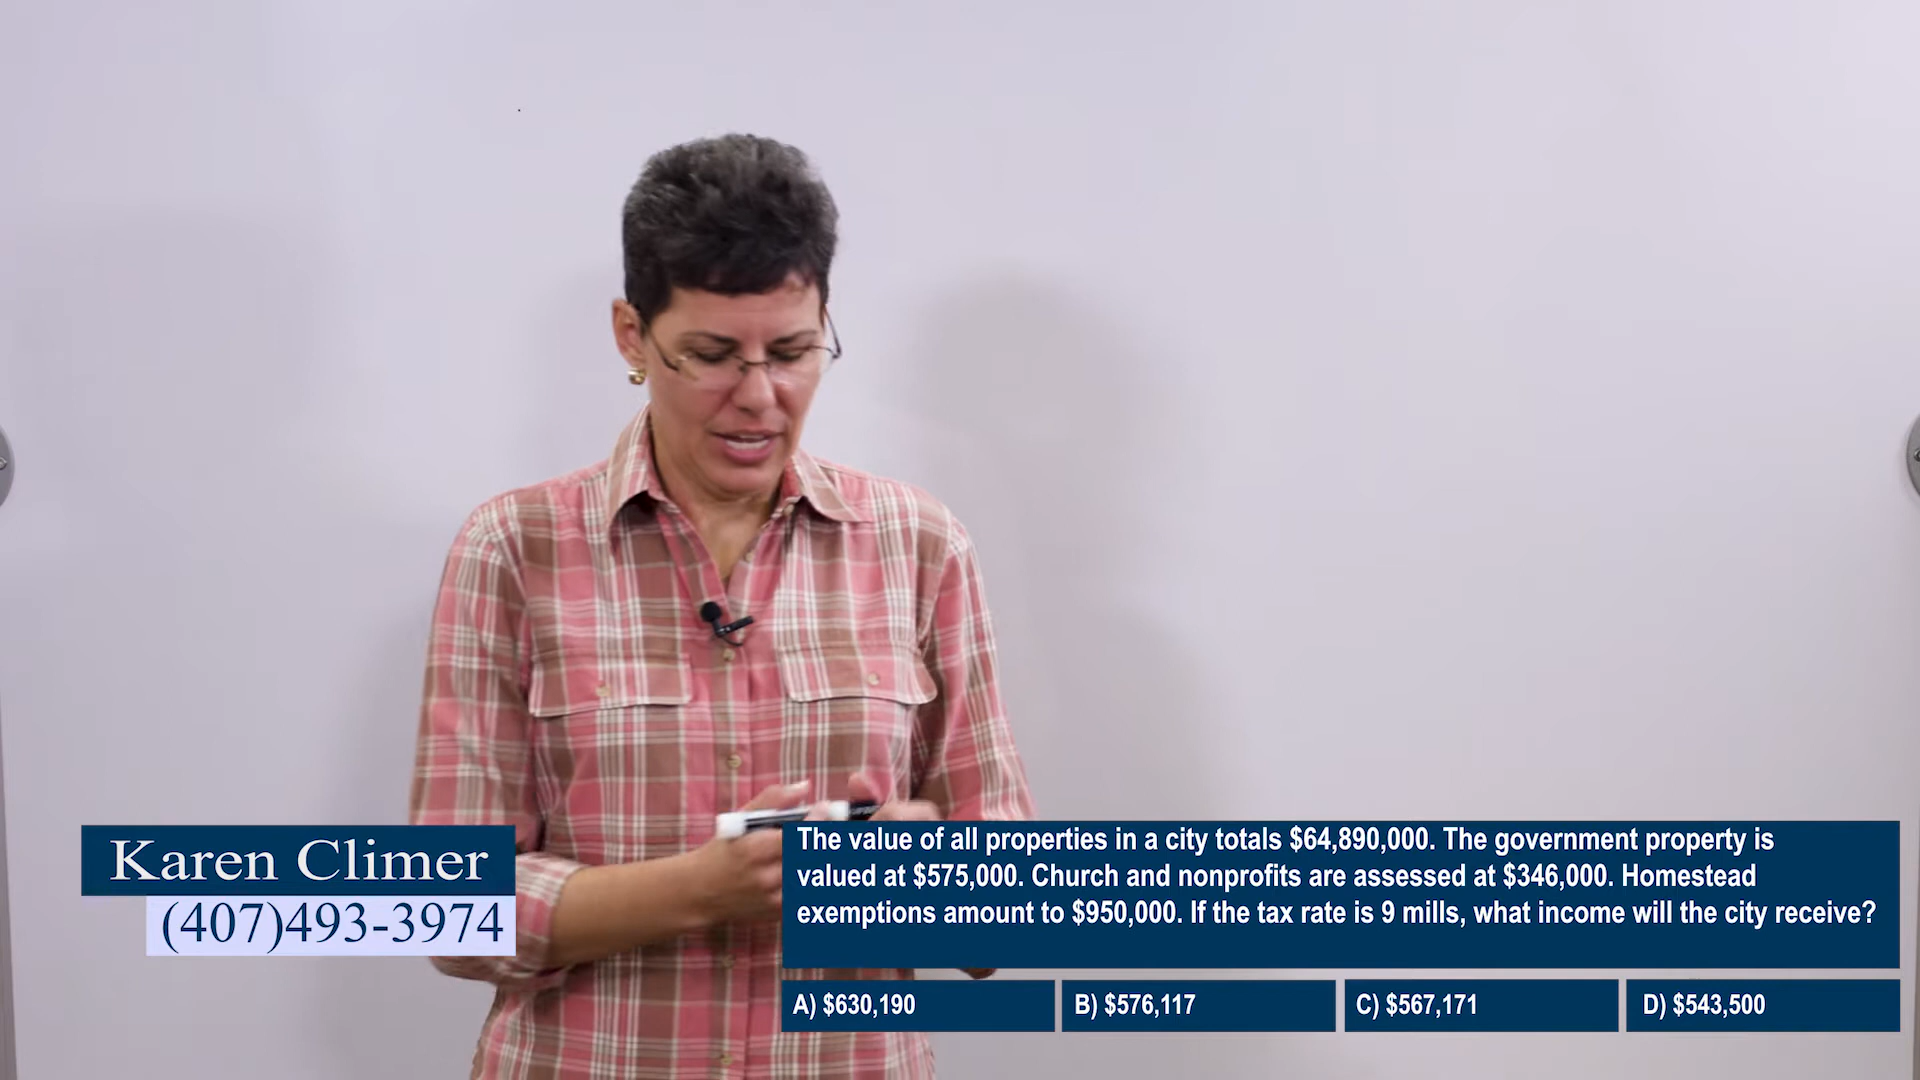 Karen Climer
(407)493-3974
The value of all properties in a city totals $64,890,000. The government property is
valued at $575,000. Church and nonprofits are assessed at $346,000. Homestead
exemptions amount to $950,000. If the tax rate is 9 mills, what income will the city receive?
A) $630,190
B) $576,117
C) $567,171
D) $543,500